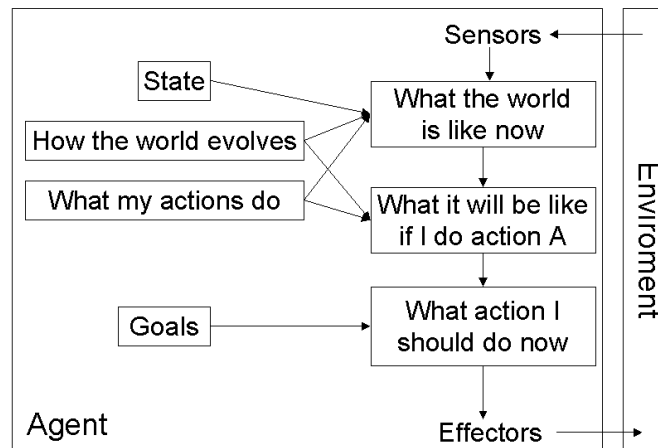 Sensors
State
What the world
is like now
How the world evolves
What my actions do
What it will be like
if I do action A
Goals
What action I
should do now
Agent
Effectors
Enviroment